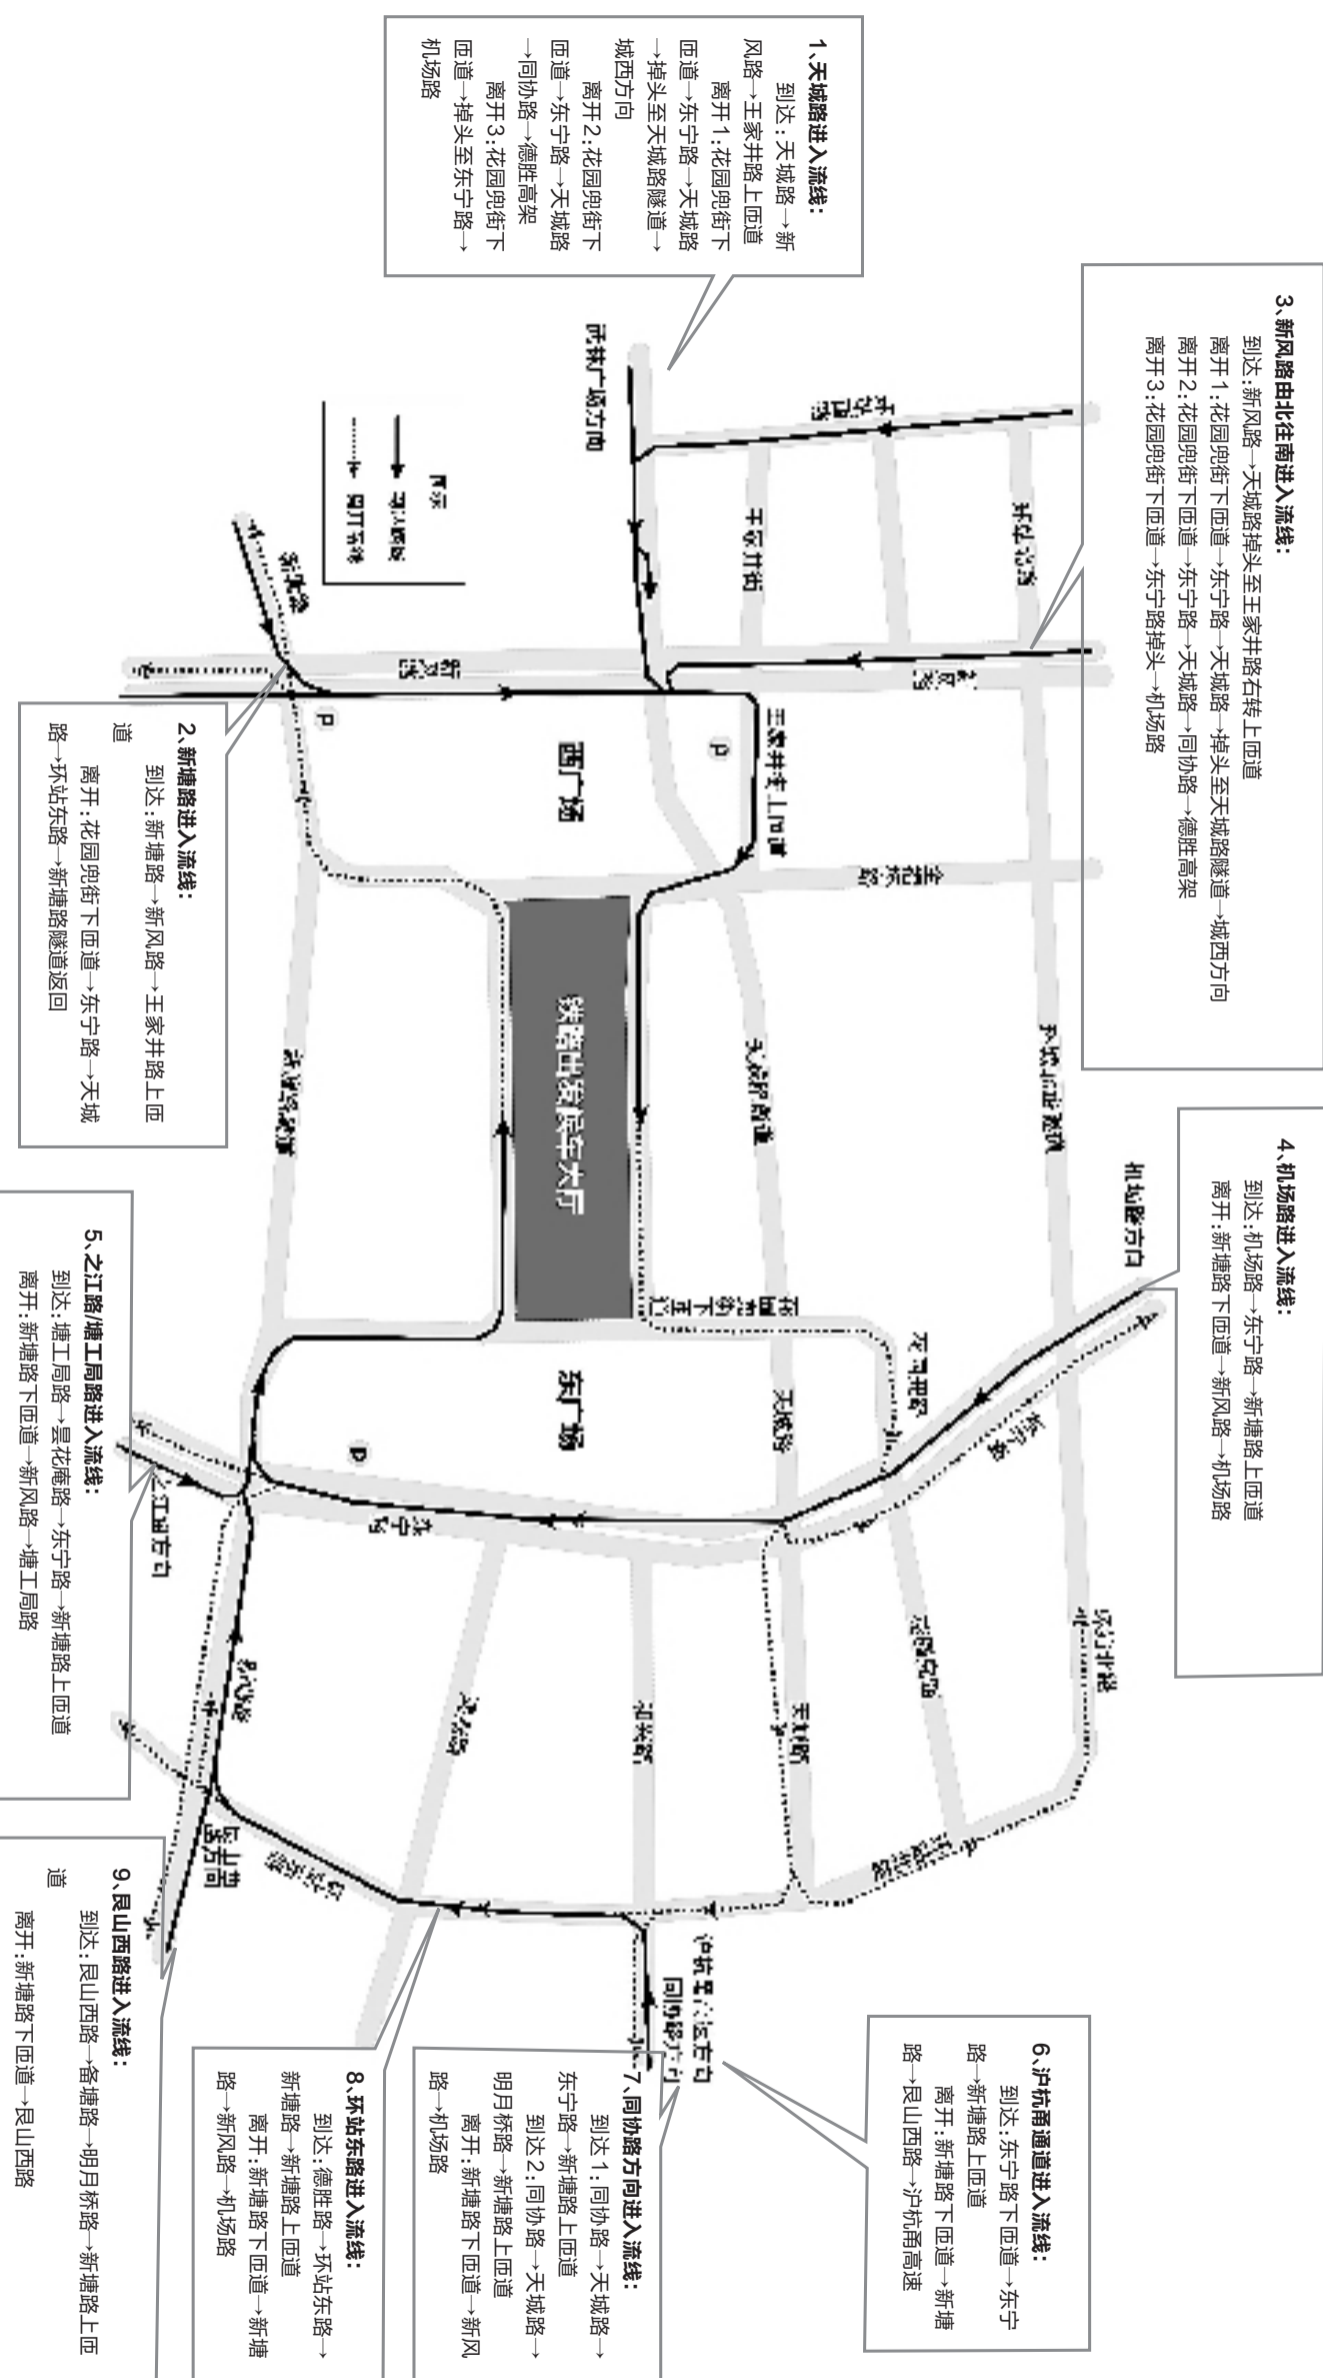 1、天城路进入流线：
到达：天城路→新
风路→王家井路上匝道
离开1：花园兜街下
匝道→东宁路→天城路
→掉头至天城路隧道→
城西方向
离开2：花园兜街下
匝道→东宁路→天城路
→同协路→德胜高架
离开3：花园兜街下
匝道→掉头至东宁路→
机场路
3、新风路由北往南进入流线：
到达：新风路→天城路掉头至王家井路右转上匝道
离开1：花园兜街下匝道→东宁路→天城路→掉头至天城路隧道→城西方向
离开2：花园兜街下匝道→东宁路→天城路→同协路→德胜高架
离开3：花园兜街下匝道→东宁路掉头→机场路
4、机场路进入流线：
到达：机场路→东宁路→新塘路上匝道
离开：新塘路下匝道→新风路→机场路
2、新塘路进入流线：
到达：新塘路→新风路→王家井路上匝
道
离开：花园兜街下匝道→东宁路→天城
路→环站东路→新塘路隧道返回
5、之江路/塘工局路进入流线：
到达：塘工局路→昙花庵路→东宁路→新塘路上匝道
离开：新塘路下匝道→新风路→塘工局路
6、沪杭甬通道进入流线：
到达：东宁路下匝道→东宁
路→新塘路上匝道
离开：新塘路下匝道→新塘
路→艮山西路→沪杭甬高速
7、同协路方向进入流线：
到达1：同协路→天城路→
东宁路→新塘路上匝道
到达2：同协路→天城路→
明月桥路→新塘路上匝道
离开：新塘路下匝道→新风
路→机场路
8、环站东路进入流线：
到达：德胜路→环站东路→
新塘路→新塘路上匝道
离开：新塘路下匝道→新塘
路→新风路→机场路
9、艮山西路进入流线：
到达：艮山西路→备塘路→明月桥路→新塘路上匝
道
离开：新塘路下匝道→艮山西路
武林广场方向
王家井街
新风路
新风路
P
P
西广场
王家井街上匝道
铁路出发候车大厅
天城路隧道
机场路方向
东广场
P
天城路
东宁路
东宁路
天城路
同协路方向